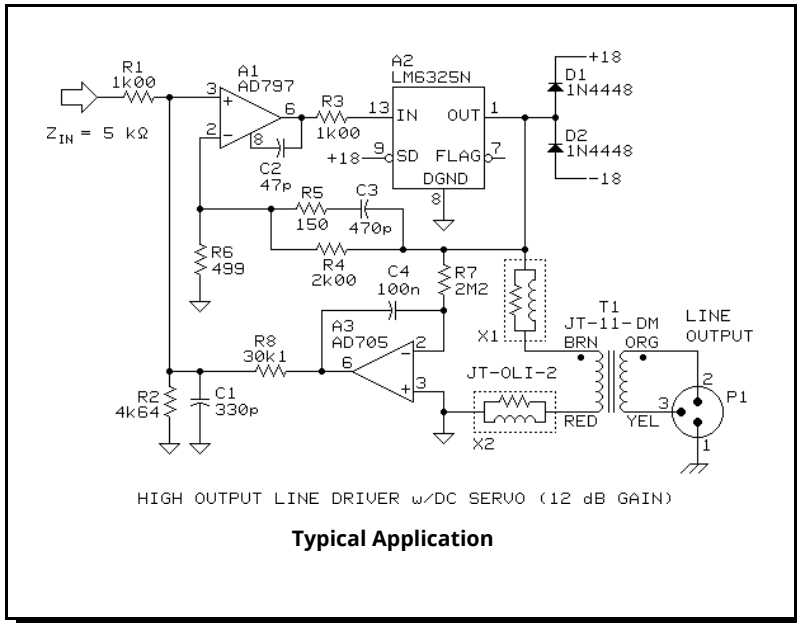 R1
1k00
Z_IN = 5 kΩ
3
+
2
−
A1
AD797
6
8
C2
47p
R3
1k00
A2
LM6325N
13
IN
OUT
1
+18
9
SD
FLAG
7
DGND
8
+18
D1
1N4448
D2
1N4448
−18
R5
150
C3
470p
R6
499
R4
2k00
C4
100n
R7
2M2
A3
AD705
6
2
−
+
3
R8
30k1
R2
4k64
C1
330p
X1
T1
JT-11-DM
BRN
ORG
JT-OLI-2
RED
YEL
X2
LINE
OUTPUT
2
3
P1
1
HIGH OUTPUT LINE DRIVER w/DC SERVO (12 dB GAIN)
Typical Application